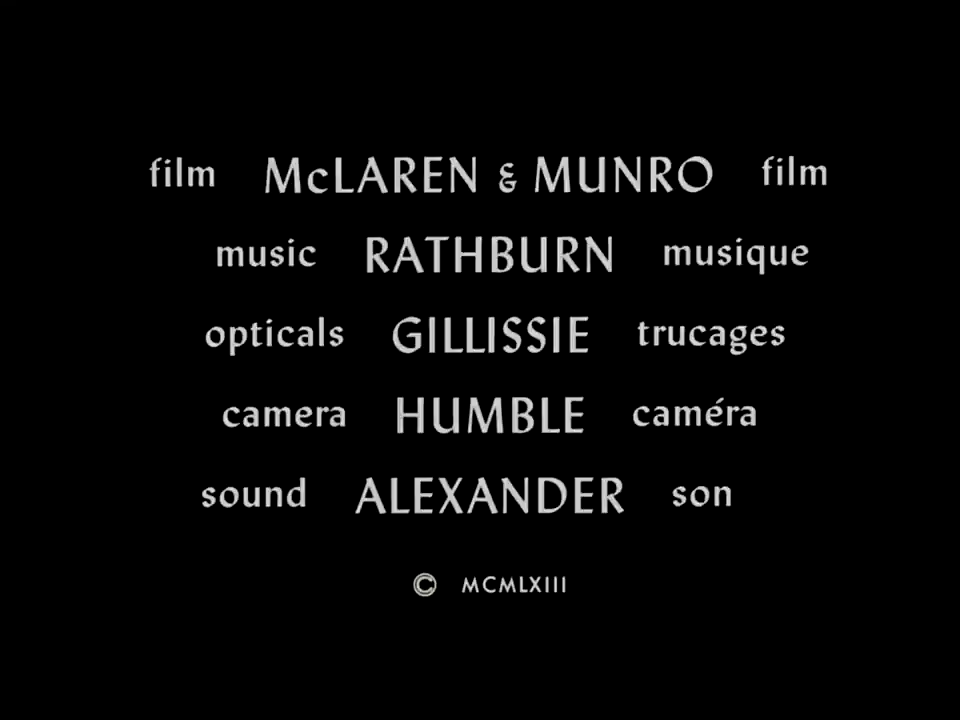 film McLAREN & MUNRO film
music RATHBURN musique
opticals GILLISSIE trucages
camera HUMBLE caméra
sound ALEXANDER son
© MCMLXIII